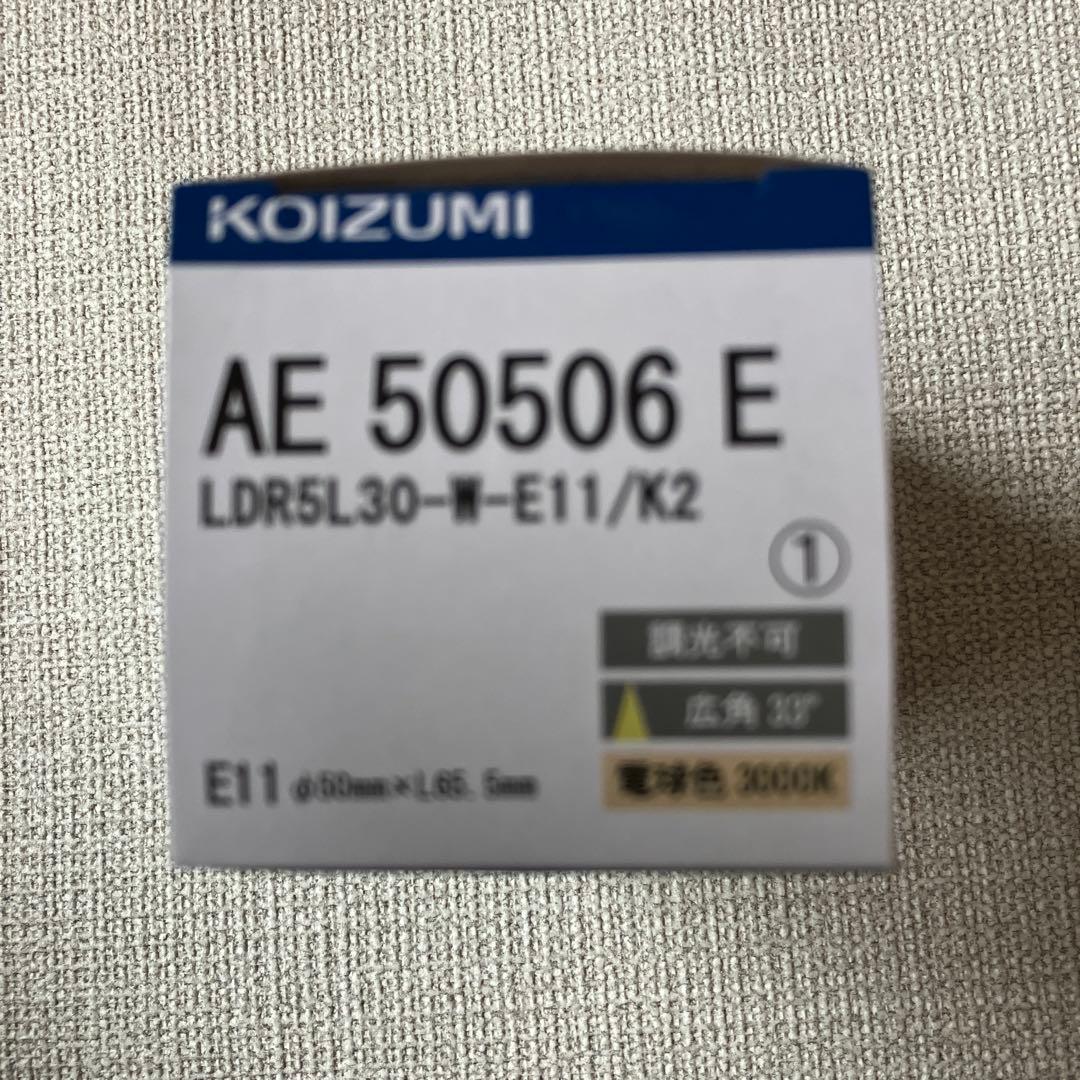 KOIZUMI
AE 50506 E
LDR5L30-W-E11/K2
①
調光不可
広角 33°
電球色 3000K
E11 φ50mm×L65.5mm